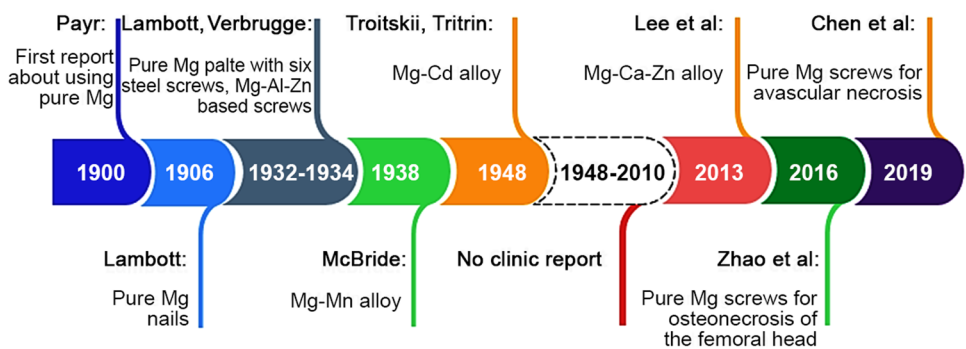 Payr:
First report
about using
pure Mg
Lambott, Verbrugge:
Pure Mg palte with six
steel screws, Mg-Al-Zn
based screws
Troitskii, Tritrin:
Mg-Cd alloy
Lee et al:
Mg-Ca-Zn alloy
Chen et al:
Pure Mg screws for
avascular necrosis
1900
1906
1932-1934
1938
1948
1948-2010
2013
2016
2019
Lambott:
Pure Mg
nails
McBride:
Mg-Mn alloy
No clinic report
Zhao et al:
Pure Mg screws for
osteonecrosis of
the femoral head